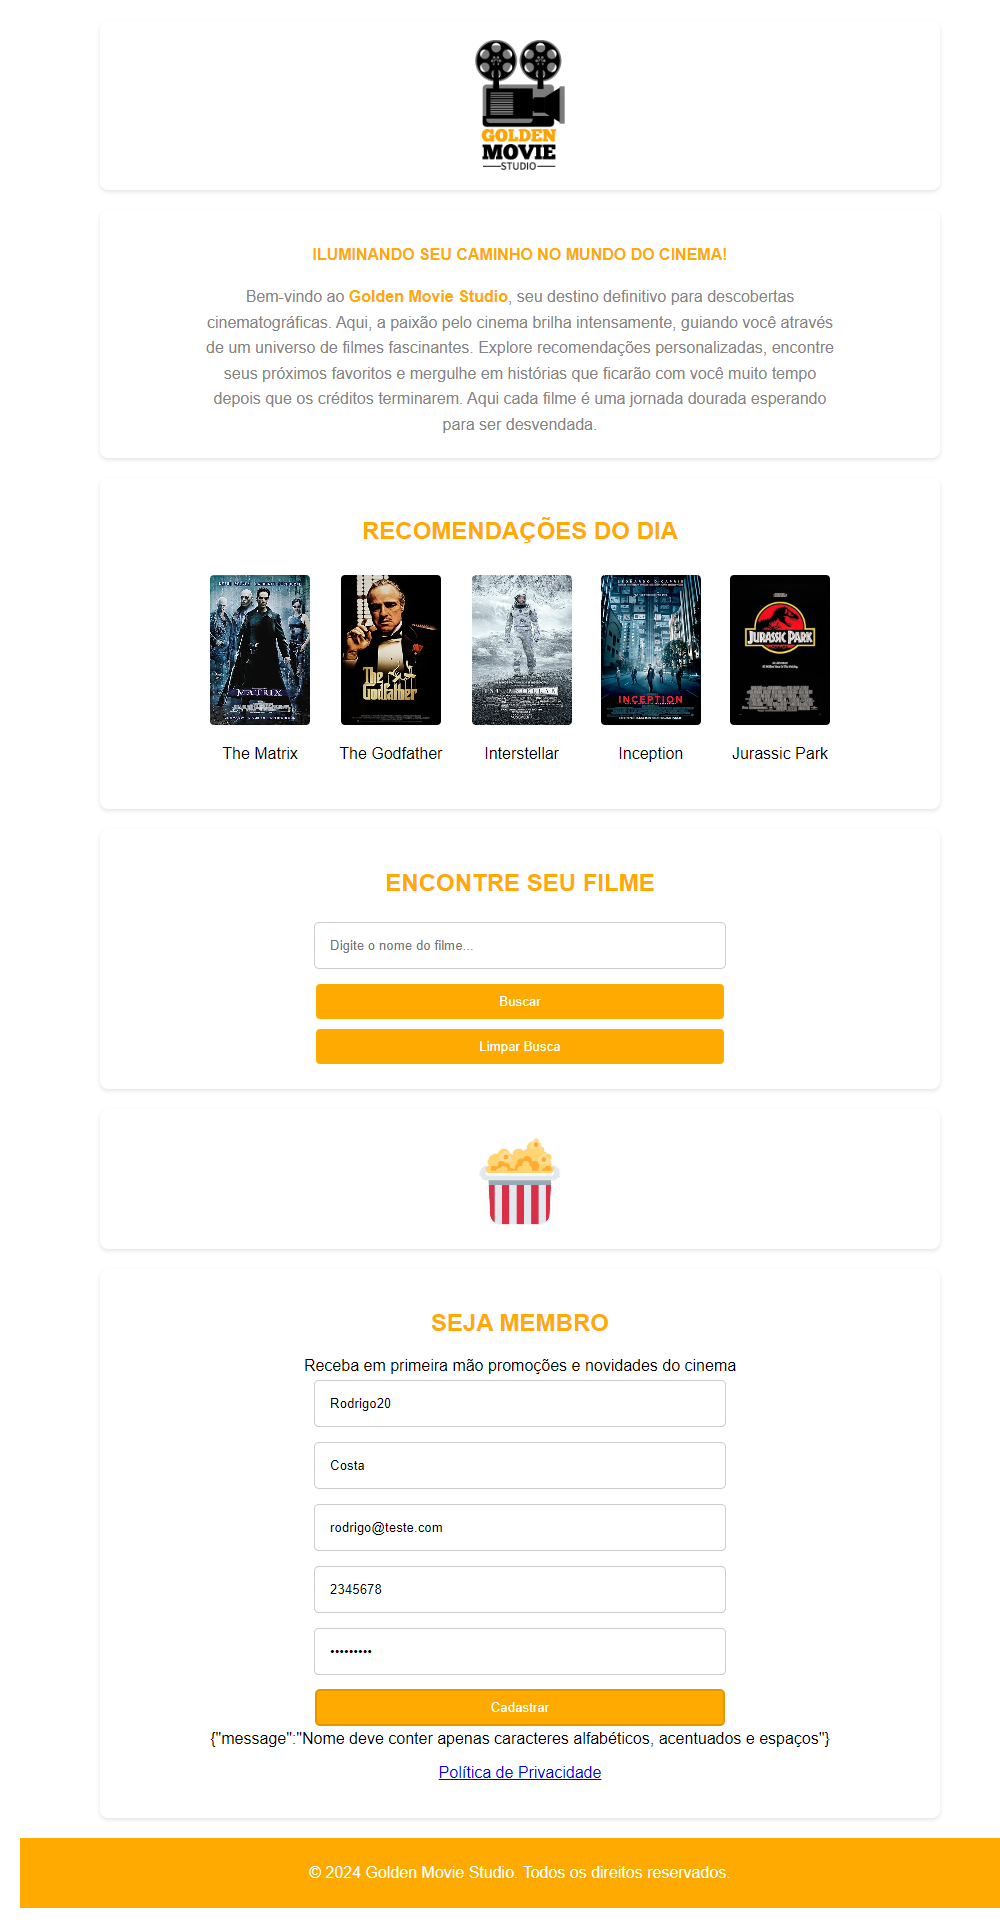 GOLDEN
MOVIE
STUDIO
ILUMINANDO SEU CAMINHO NO MUNDO DO CINEMA!
Bem-vindo ao Golden Movie Studio, seu destino definitivo para descobertas
cinematográficas. Aqui, a paixão pelo cinema brilha intensamente, guiando você através
de um universo de filmes fascinantes. Explore recomendações personalizadas, encontre
seus próximos favoritos e mergulhe em histórias que ficarão com você muito tempo
depois que os créditos terminarem. Aqui cada filme é uma jornada dourada esperando
para ser desvendada.
RECOMENDAÇÕES DO DIA
MATRIX
The
Godfather
INTERSTELLAR
INCEPTION
JURASSIC PARK
The Matrix
The Godfather
Interstellar
Inception
Jurassic Park
ENCONTRE SEU FILME
Digite o nome do filme...
Buscar
Limpar Busca
SEJA MEMBRO
Receba em primeira mão promoções e novidades do cinema
Rodrigo20
Costa
rodrigo@teste.com
2345678
•••••••••
Cadastrar
{"message":"Nome deve conter apenas caracteres alfabéticos, acentuados e espaços"}
Política de Privacidade
© 2024 Golden Movie Studio. Todos os direitos reservados.